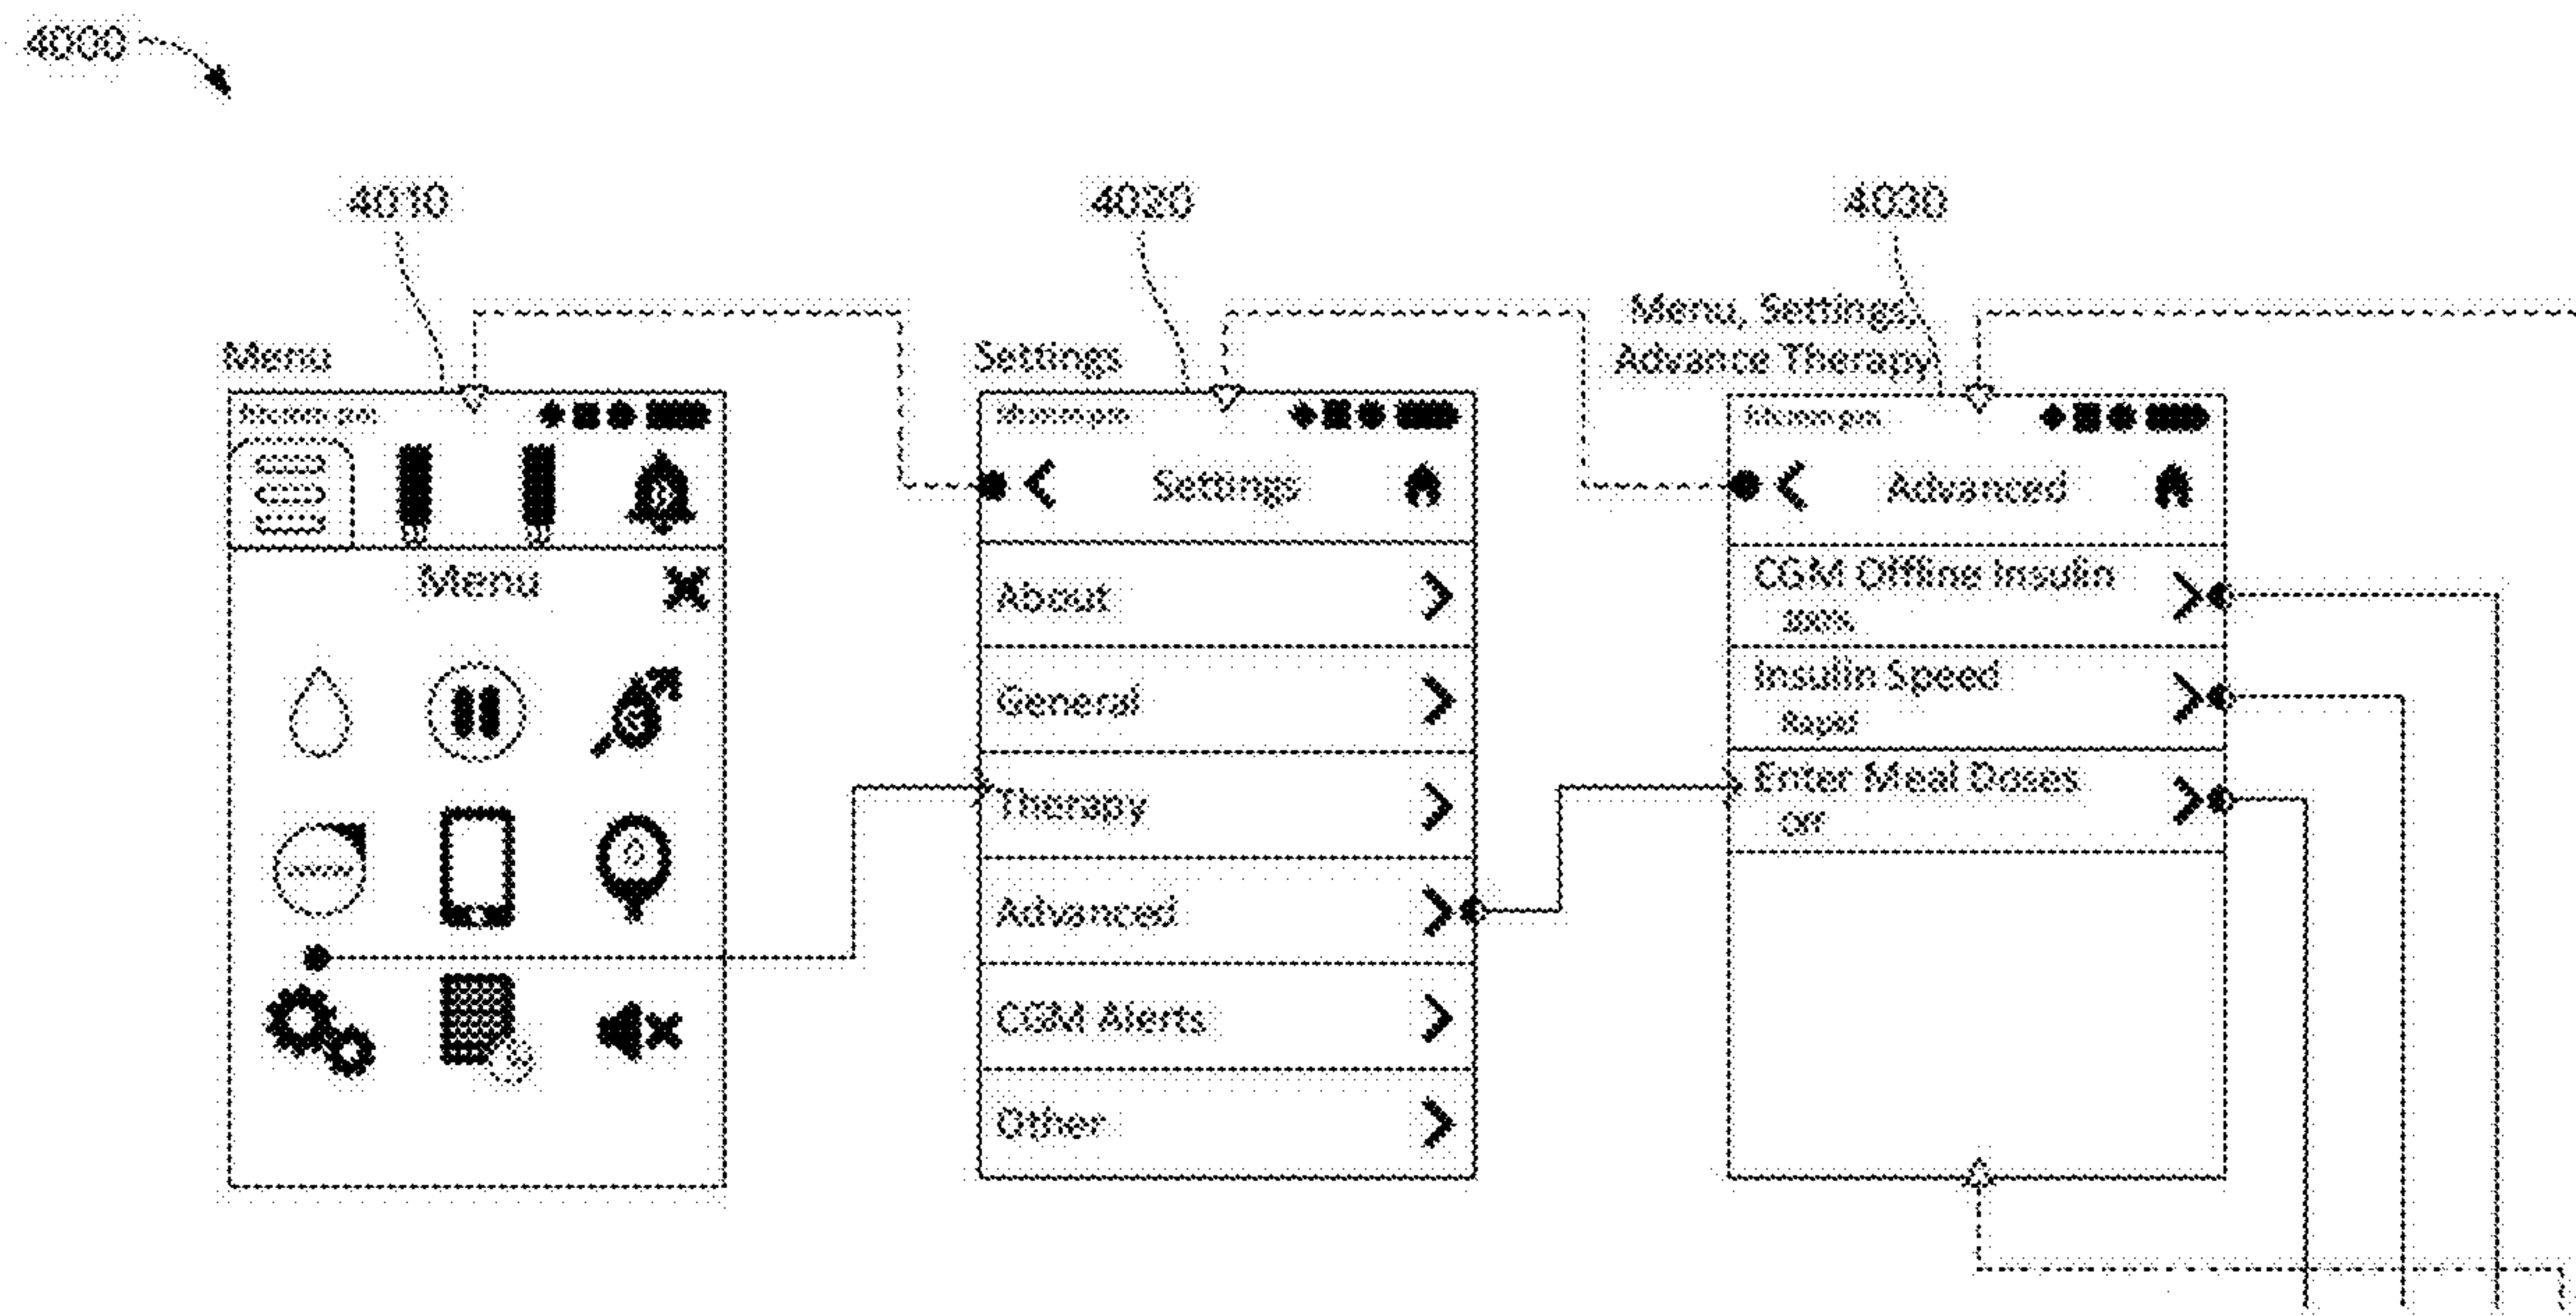 4000
4010
4020
4030
Menu
Settings
Menu, Settings,
Advance Therapy
Menu
Settings
About
General
Therapy
Advanced
CGM Alerts
Other
Advanced
CGM Offline Insulin
Insulin Speed
Rapid
Enter Meal Doses
Off